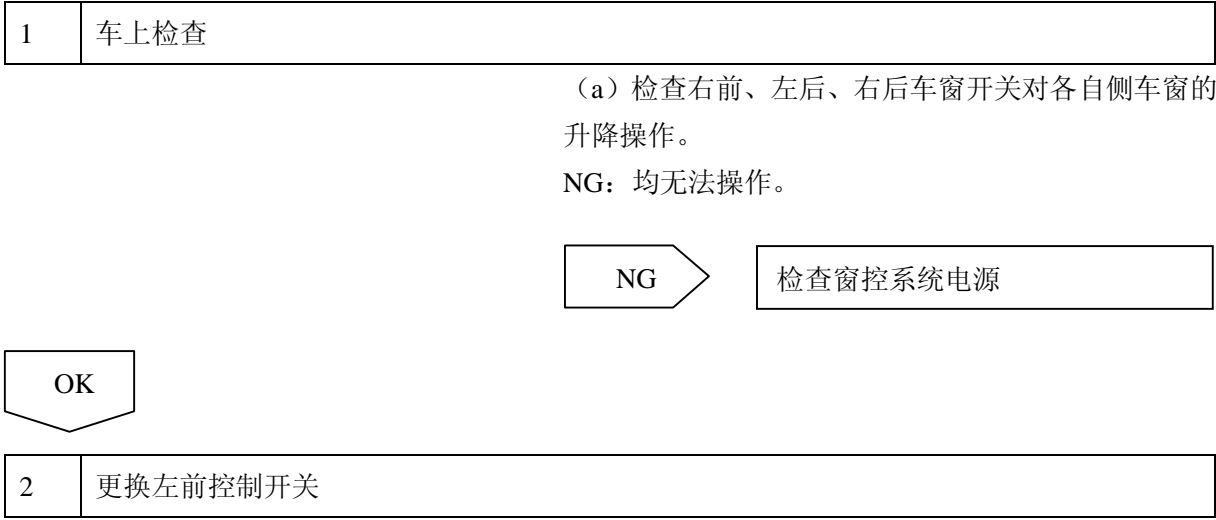 1 车上检查
（a）检查右前、左后、右后车窗开关对各自侧车窗的
升降操作。
NG：均无法操作。
NG 检查窗控系统电源
OK
2 更换左前控制开关